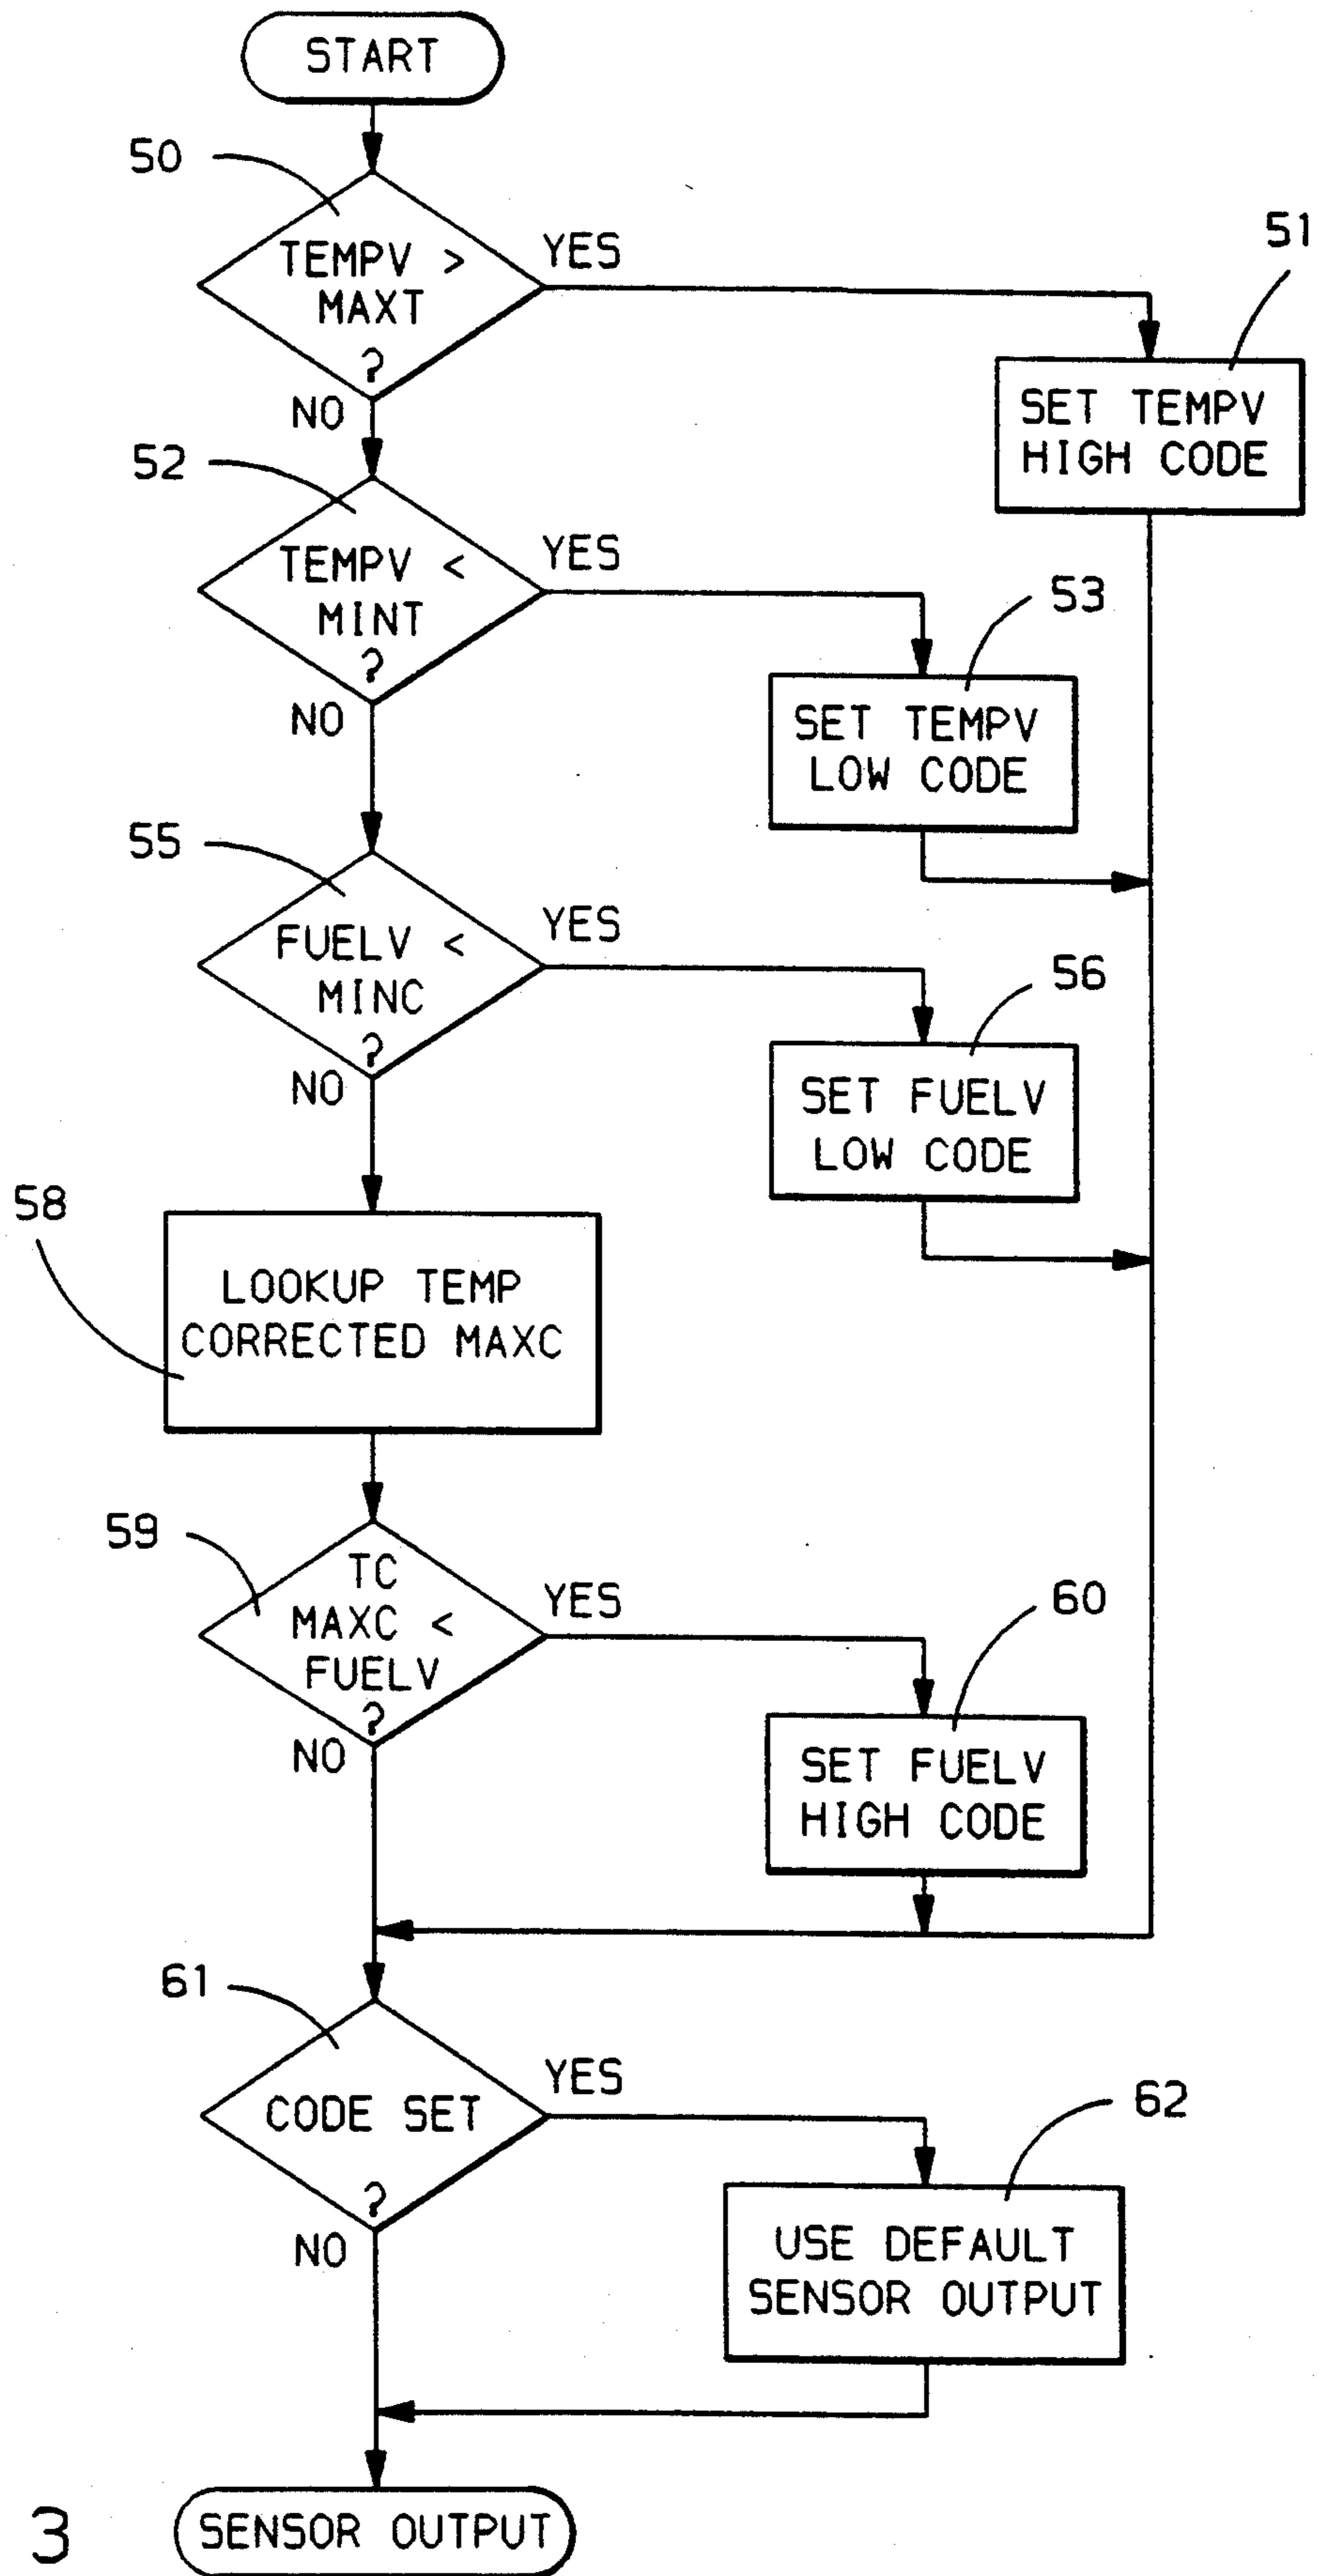 START
50
TEMPV >
MAXT
?
YES
NO
51
SET TEMPV
HIGH CODE
52
TEMPV <
MINT
?
YES
NO
53
SET TEMPV
LOW CODE
55
FUELV <
MINC
?
YES
NO
56
SET FUELV
LOW CODE
58
LOOKUP TEMP
CORRECTED MAXC
59
TC
MAXC <
FUELV
?
YES
NO
60
SET FUELV
HIGH CODE
61
CODE SET
?
YES
NO
62
USE DEFAULT
SENSOR OUTPUT
3
SENSOR OUTPUT